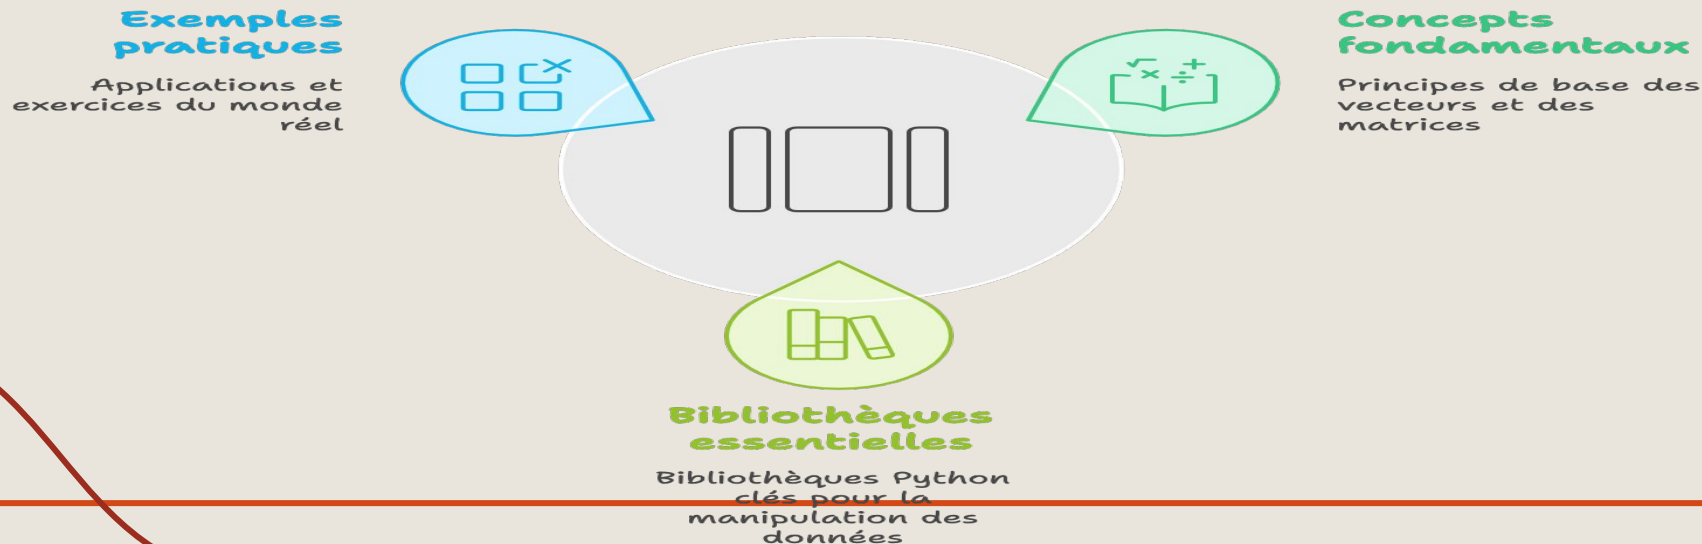 Exemples
pratiques
Applications et
exercices du monde
réel
Concepts
fondamentaux
Principes de base des
vecteurs et des
matrices
Bibliothèques
essentielles
Bibliothèques Python
clés pour la
manipulation des
données